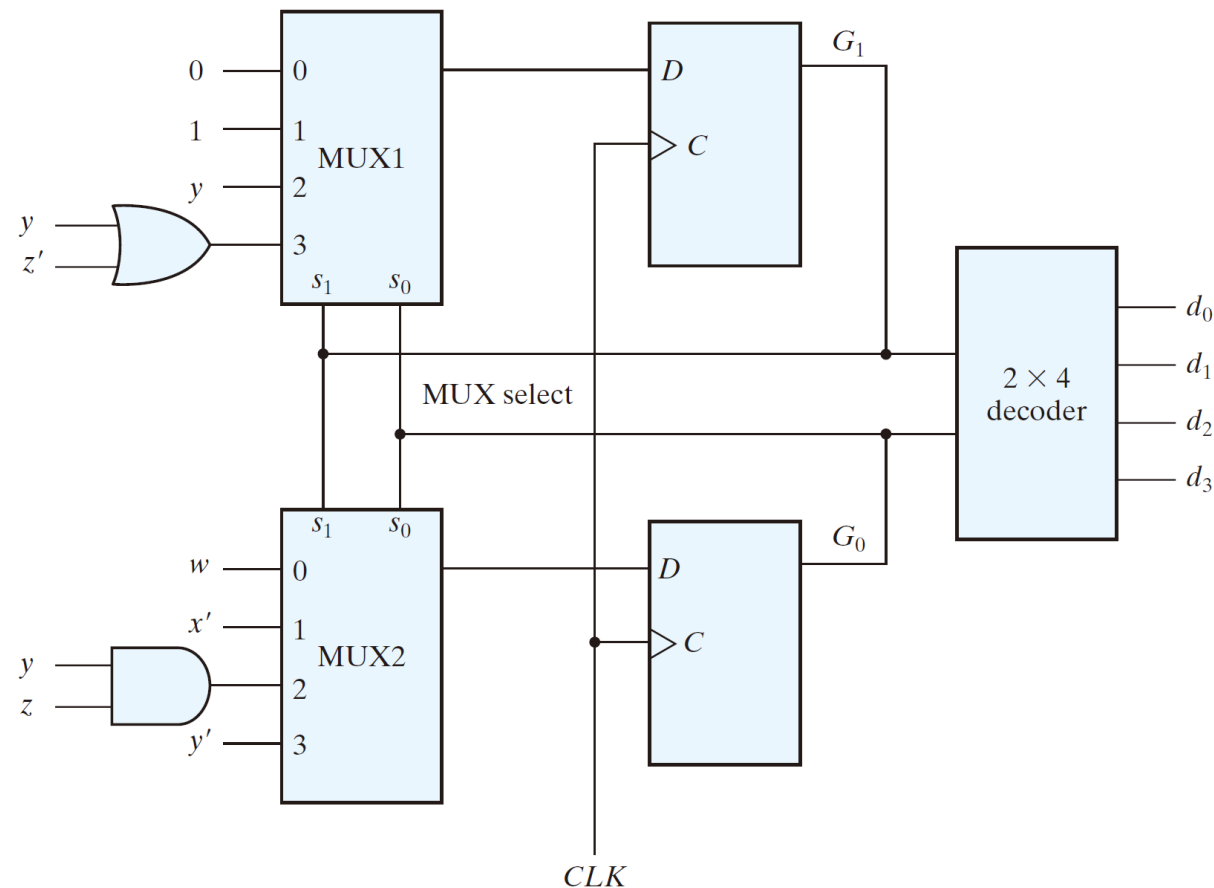 0
0
1
1
y
2
y
z′
3
MUX1
s₁ s₀
D
C
G₁
MUX select
2 × 4
decoder
d₀
d₁
d₂
d₃
s₁ s₀
w
0
x′
1
MUX2
y
z
2
y′
3
D
C
G₀
CLK